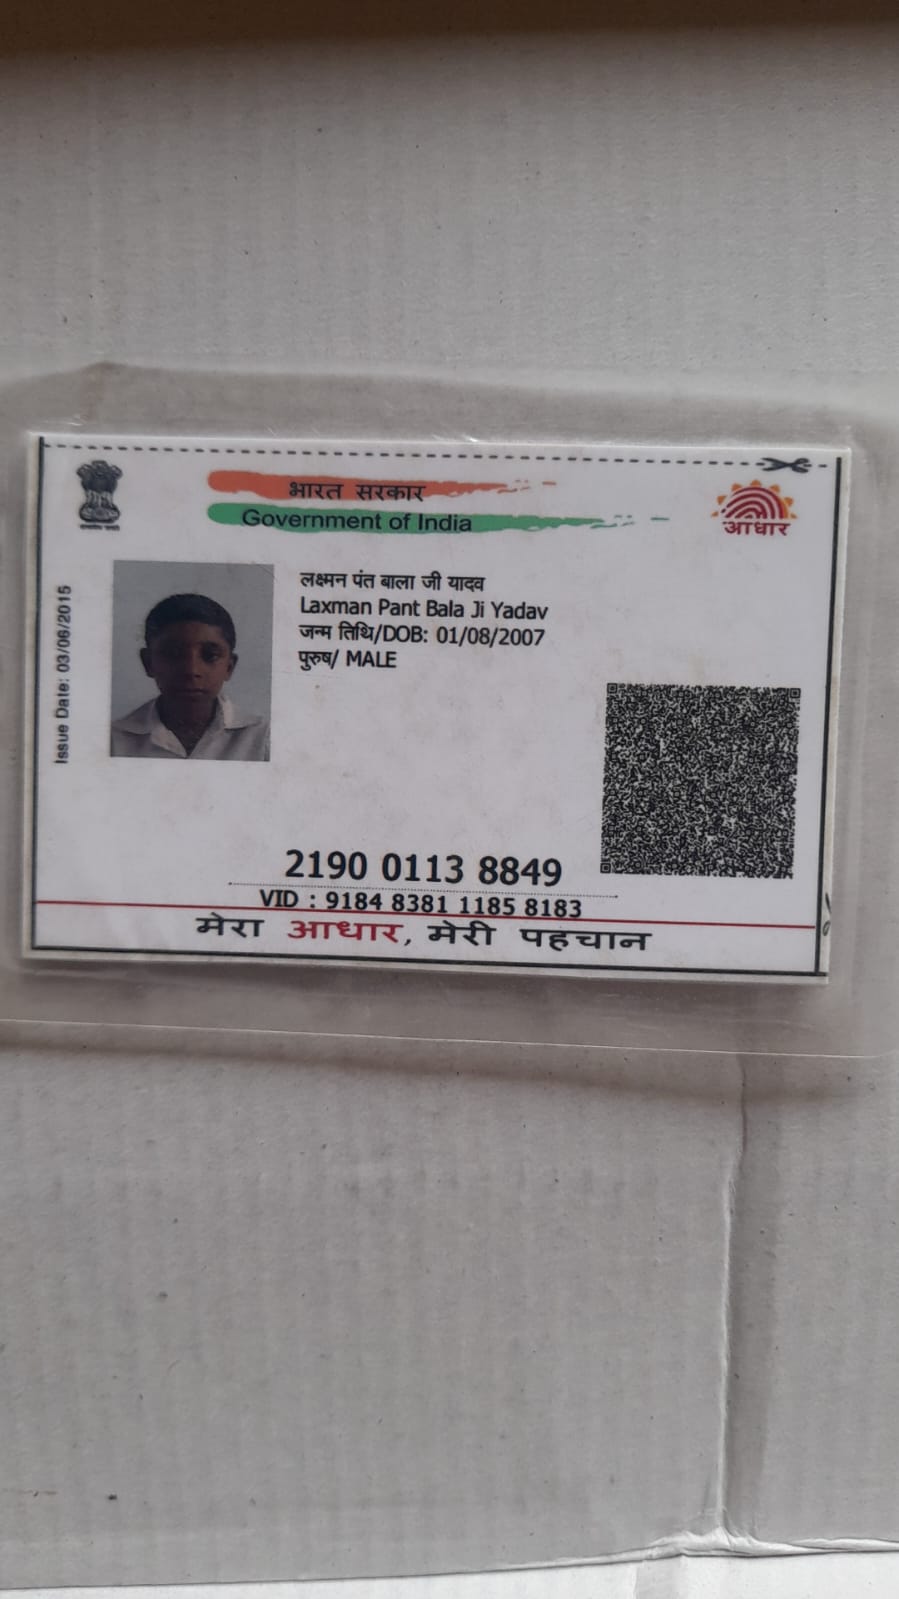 भारत सरकार
Government of India
आधार
Issue Date: 03/06/2015
लक्ष्मन पंत बाला जी यादव
Laxman Pant Bala Ji Yadav
जन्म तिथि/DOB: 01/08/2007
पुरुष/ MALE
2190 0113 8849
VID : 9184 8381 1185 8183
मेरा आधार, मेरी पहचान